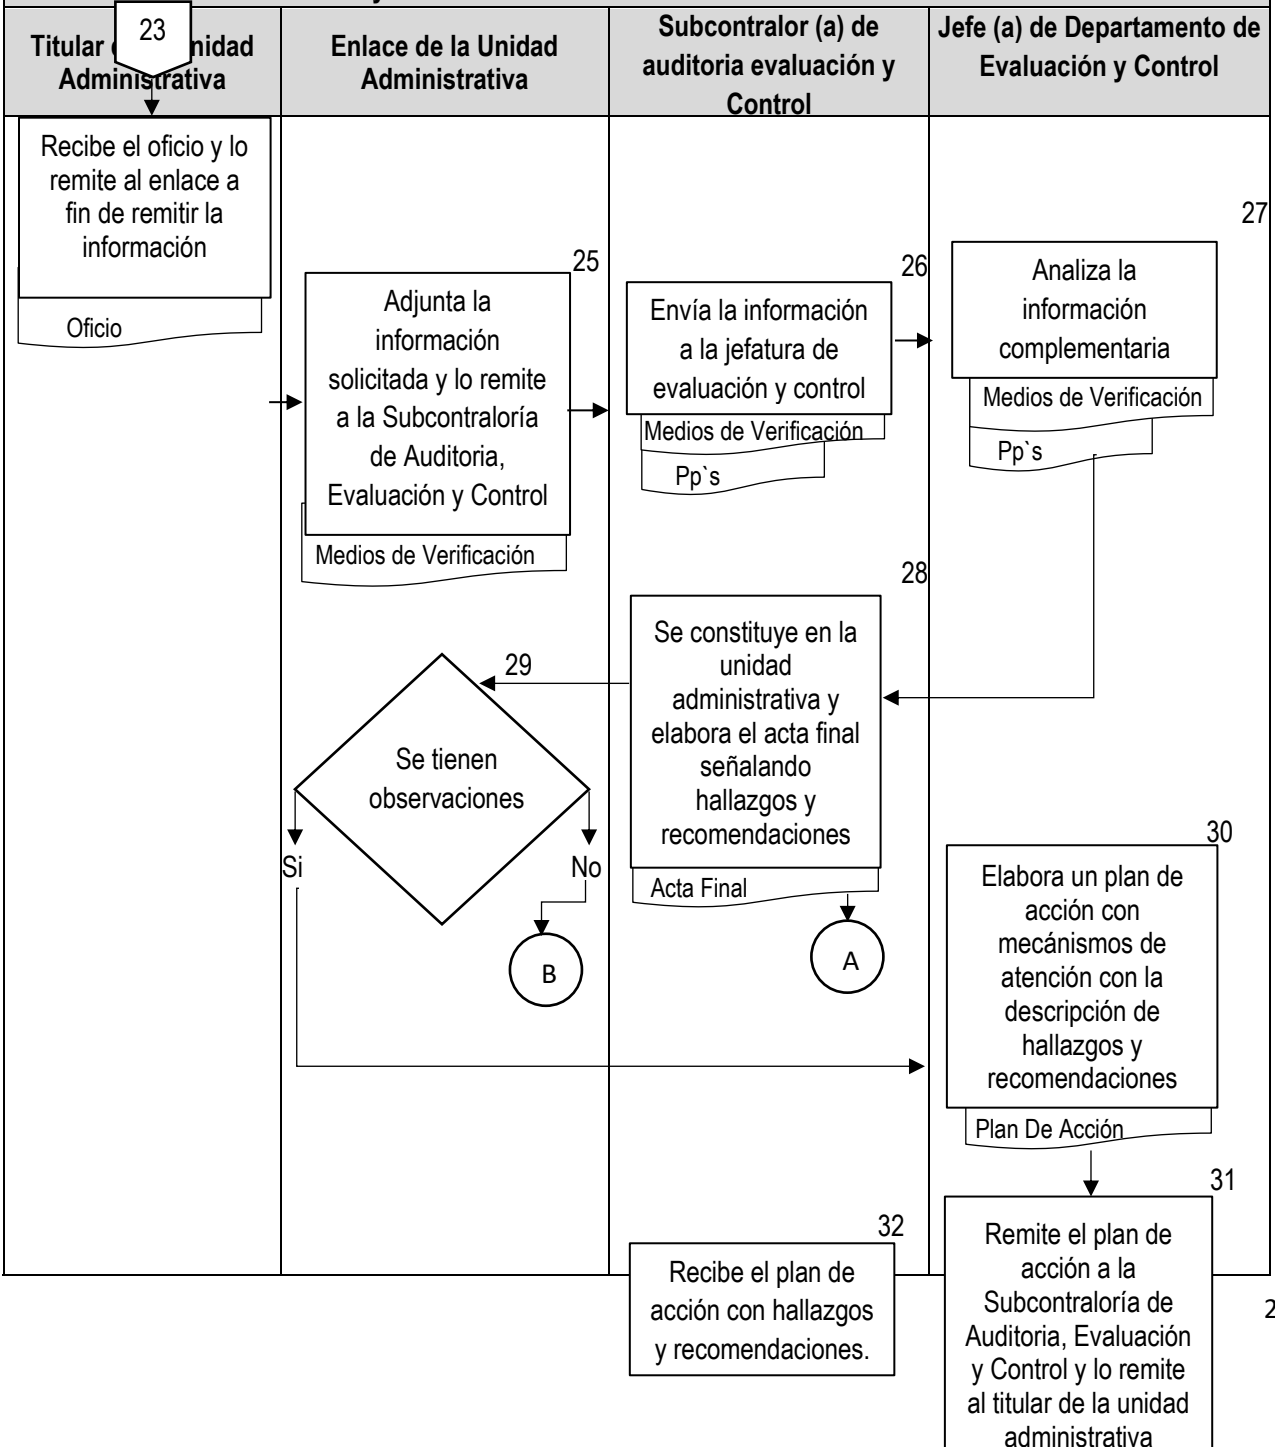 23
Titular unidad
Administrativa
Enlace de la Unidad
Administrativa
Subcontralor (a) de
auditoria evaluación y
Control
Jefe (a) de Departamento de
Evaluación y Control
Recibe el oficio y lo
remite al enlace a
fin de remitir la
información
Oficio
25
Adjunta la
información
solicitada y lo remite
a la Subcontraloría
de Auditoria,
Evaluación y Control
Medios de Verificación
26
Envía la información
a la jefatura de
evaluación y control
Medios de Verificación
Pp`s
27
Analiza la
información
complementaria
Medios de Verificación
Pp`s
28
Se constituye en la
unidad
administrativa y
elabora el acta final
señalando
hallazgos y
recomendaciones
Acta Final
A
29
Se tienen
observaciones
Si
No
B
30
Elabora un plan de
acción con
mecánismos de
atención con la
descripción de
hallazgos y
recomendaciones
Plan De Acción
31
Remite el plan de
acción a la
Subcontraloría de
Auditoria, Evaluación
y Control y lo remite
al titular de la unidad
administrativa
32
Recibe el plan de
acción con hallazgos
y recomendaciones.
2